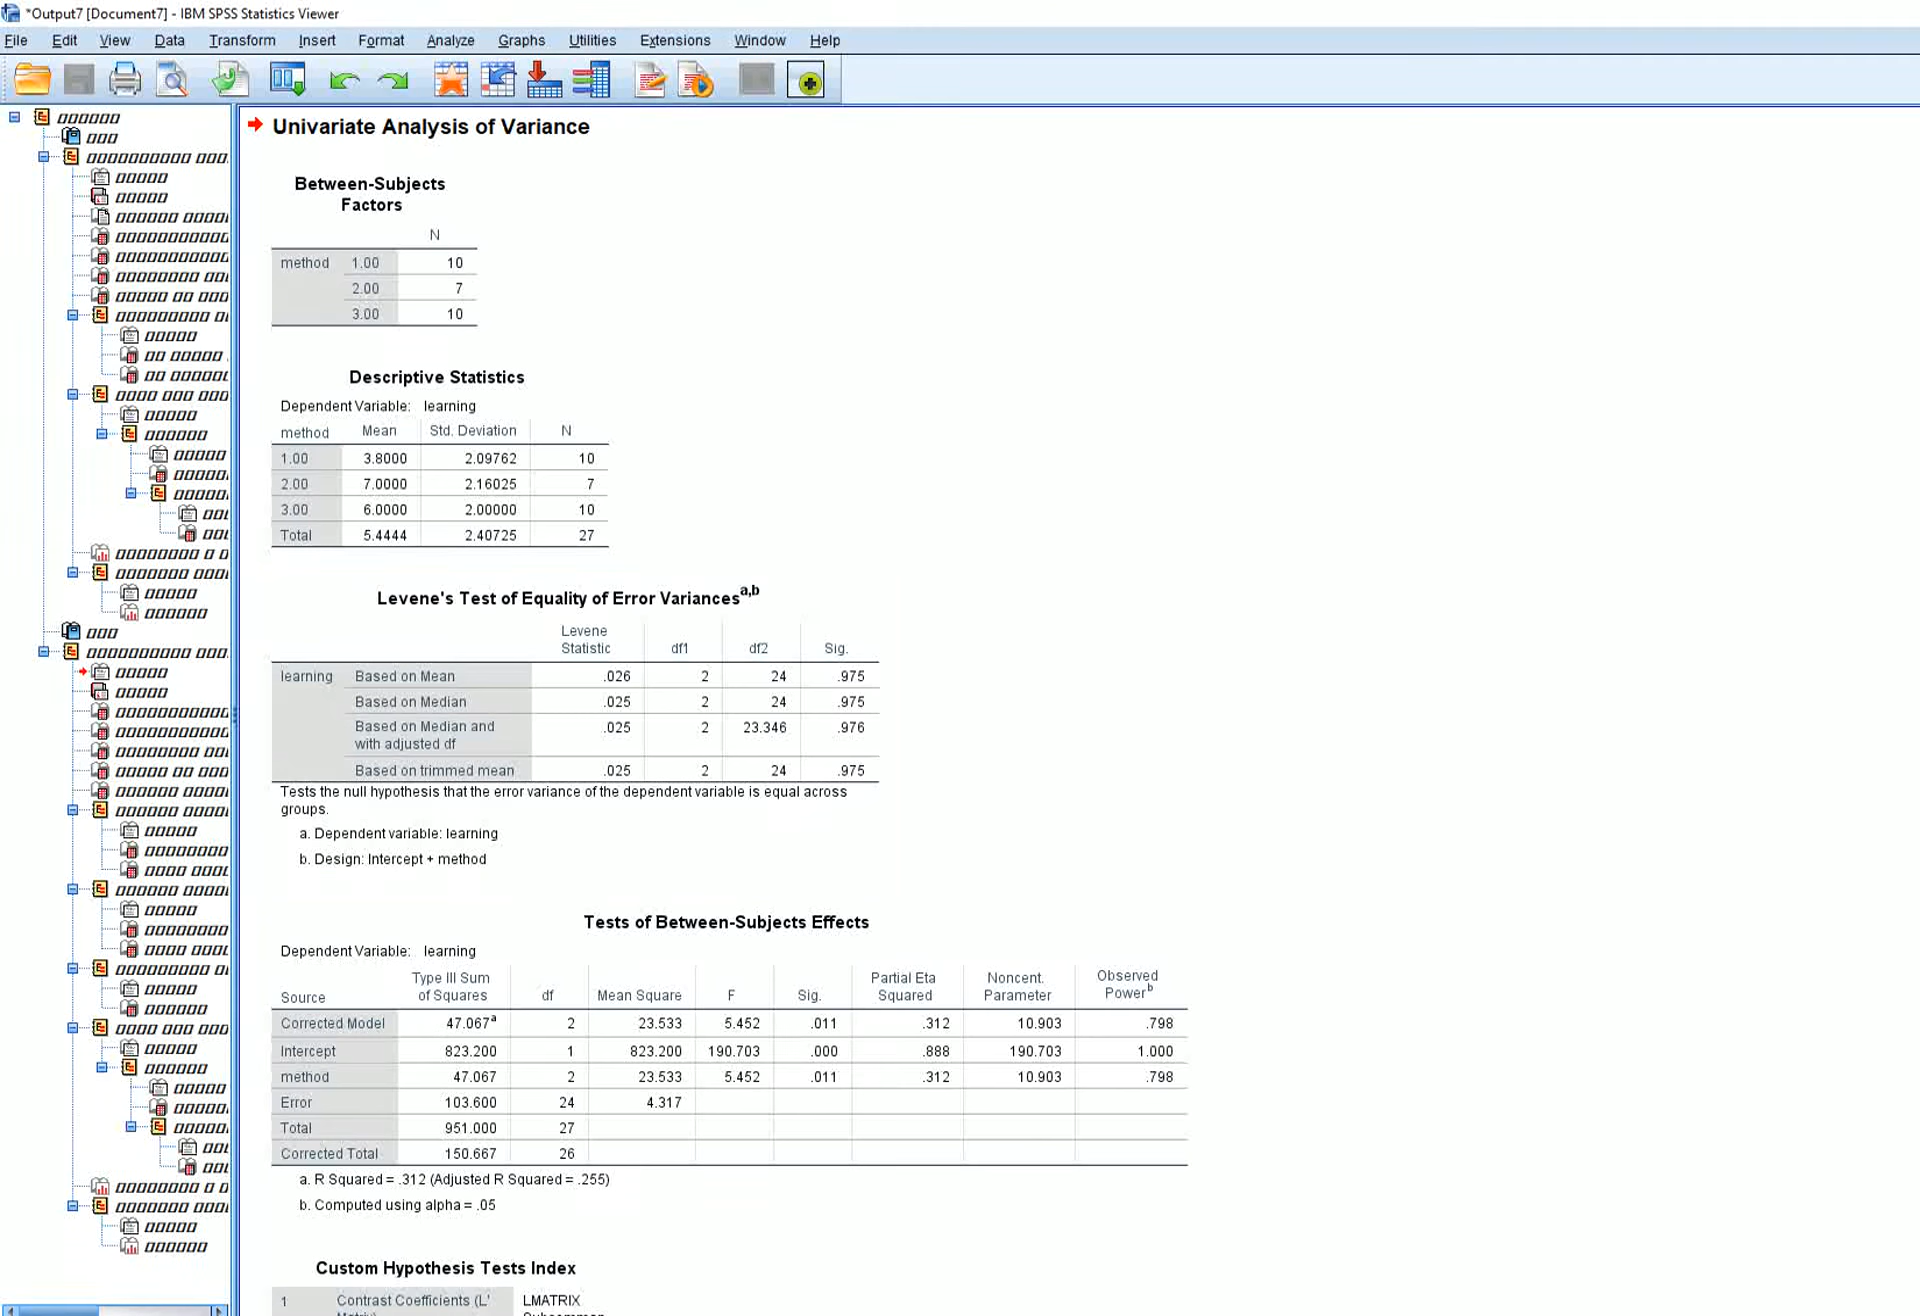 *Output7 [Document7] - IBM SPSS Statistics Viewer
File Edit View Data Transform Insert Format Analyze Graphs Utilities Extensions Window Help
Univariate Analysis of Variance
Between-Subjects
Factors
N
method 1.00 10
2.00 7
3.00 10
Descriptive Statistics
Dependent Variable: learning
method Mean Std. Deviation N
1.00 3.8000 2.09762 10
2.00 7.0000 2.16025 7
3.00 6.0000 2.00000 10
Total 5.4444 2.40725 27
Levene's Test of Equality of Error Variancesa,b
Levene
Statistic df1 df2 Sig.
learning Based on Mean .026 2 24 .975
Based on Median .025 2 24 .975
Based on Median and
with adjusted df .025 2 23.346 .976
Based on trimmed mean .025 2 24 .975
Tests the null hypothesis that the error variance of the dependent variable is equal across
groups.
a. Dependent variable: learning
b. Design: Intercept + method
Tests of Between-Subjects Effects
Dependent Variable: learning
Source Type III Sum of Squares df Mean Square F Sig. Partial Eta Squared Noncent. Parameter Observed Powerb
Corrected Model 47.067a 2 23.533 5.452 .011 .312 10.903 .798
Intercept 823.200 1 823.200 190.703 .000 .888 190.703 1.000
method 47.067 2 23.533 5.452 .011 .312 10.903 .798
Error 103.600 24 4.317
Total 951.000 27
Corrected Total 150.667 26
a. R Squared = .312 (Adjusted R Squared = .255)
b. Computed using alpha = .05
Custom Hypothesis Tests Index
1 Contrast Coefficients (L' LMATRIX